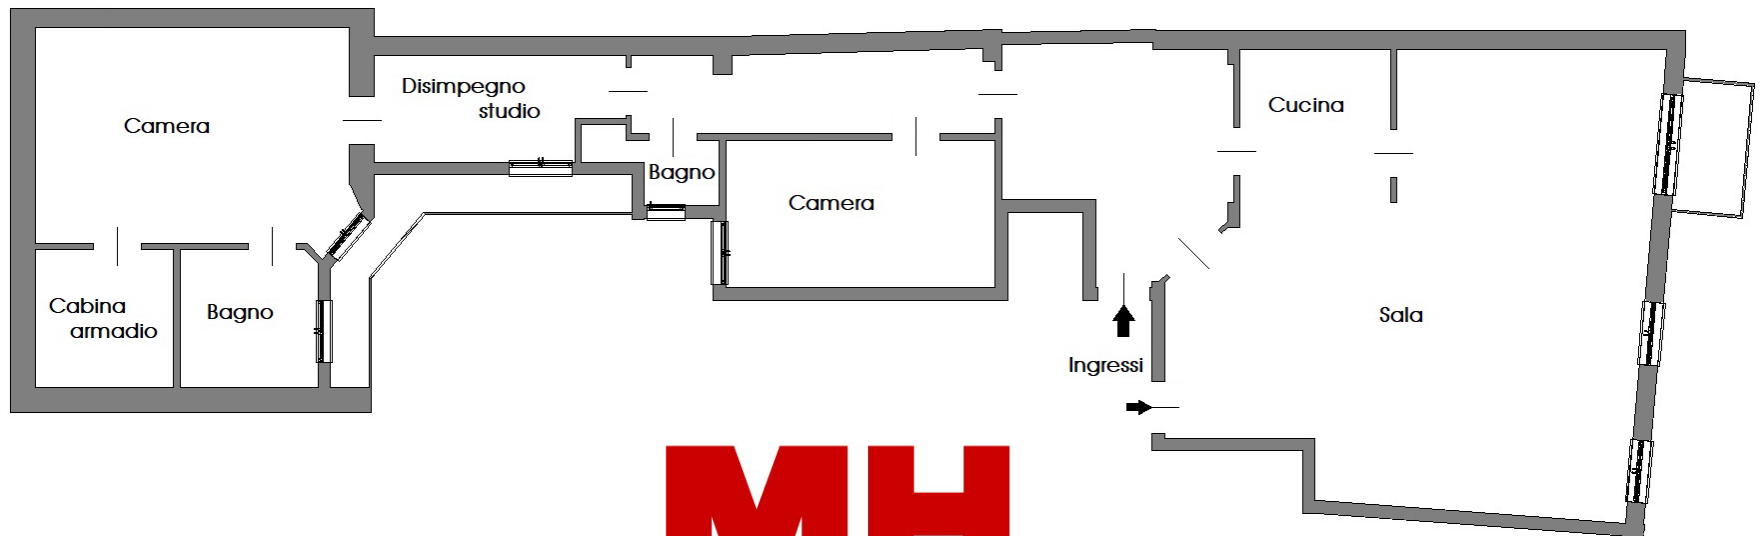 Disimpegno
studio
Camera
Cucina
Bagno
Camera
Cabina
armadio
Bagno
Sala
Ingressi
MH